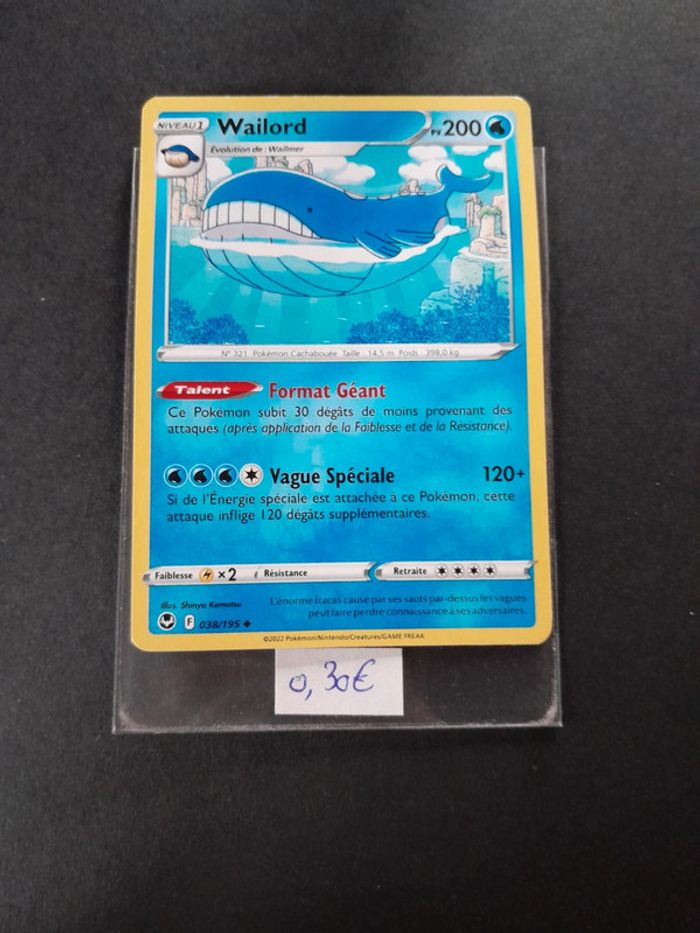 NIVEAU 1 Wailord PV 200
Évolution de : Wailmer
N° 321 Pokémon Cachabouée Taille : 14,5 m Poids : 398,0 kg
Talent Format Géant
Ce Pokémon subit 30 dégâts de moins provenant des
attaques (après application de la Faiblesse et de la Résistance).
Vague Spéciale 120+
Si de l'Énergie spéciale est attachée à ce Pokémon, cette
attaque inflige 120 dégâts supplémentaires.
Faiblesse ×2 Résistance Retraite
Illus. Shinya Komatsu
L'énorme fracas causé par ses sauts par-dessus les vagues
peut faire perdre connaissance à ses adversaires.
F 038/195
©2022 Pokémon/Nintendo/Creatures/GAME FREAK
0,30€